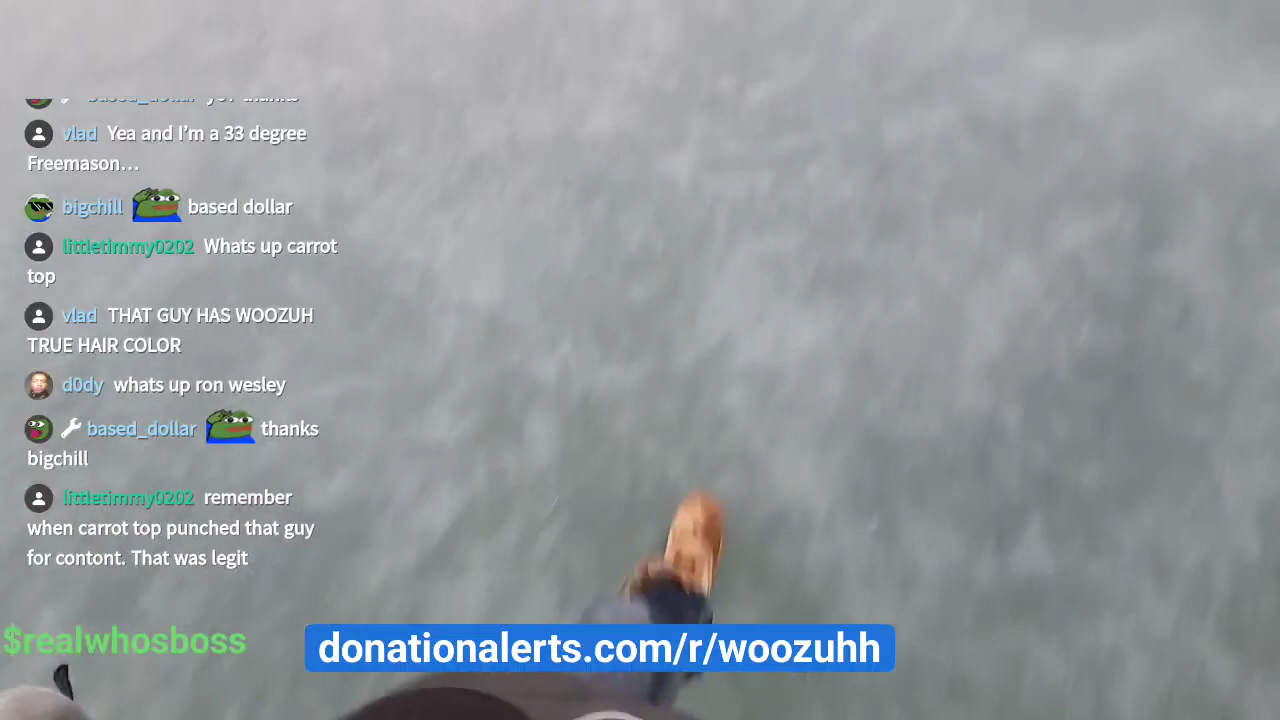 vlad Yea and I'm a 33 degree
Freemason...
bigchill based dollar
littletimmy0202 Whats up carrot
top
vlad THAT GUY HAS WOOZUH
TRUE HAIR COLOR
d0dy whats up ron wesley
based_dollar thanks
bigchill
littletimmy0202 remember
when carrot top punched that guy
for contont. That was legit
$realwhosboss
donationalerts.com/r/woozuhh